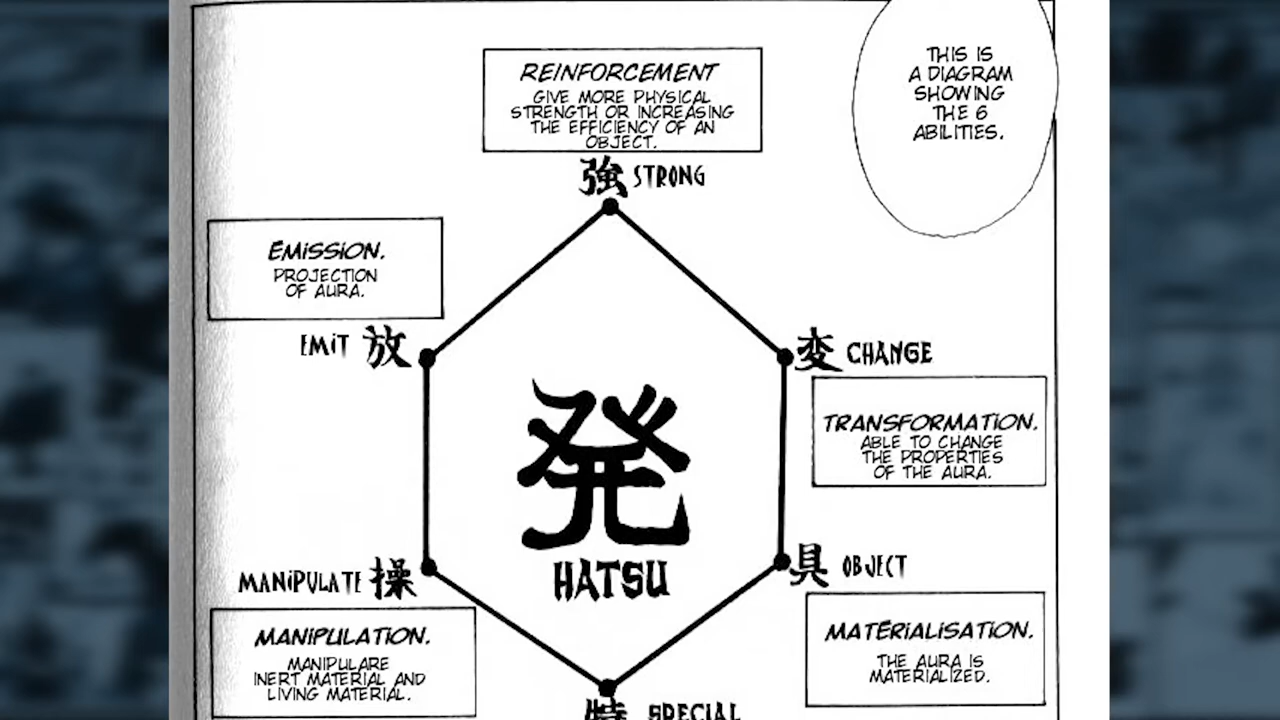 THIS IS
A DIAGRAM
SHOWING
THE 6
ABILITIES.
REINFORCEMENT
GIVE MORE PHYSICAL
STRENGTH OR INCREASING
THE EFFICIENCY OF AN
OBJECT.
強 STRONG
EMISSION.
PROJECTION
OF AURA.
EMIT 放
変 CHANGE
TRANSFORMATION.
ABLE TO CHANGE
THE PROPERTIES
OF THE AURA.
発
HATSU
MANIPULATE 操
具 OBJECT
MANIPULATION.
MANIPULARE
INERT MATERIAL AND
LIVING MATERIAL.
MATERIALISATION.
THE AURA IS
MATERIALIZED.
特 SPECIAL